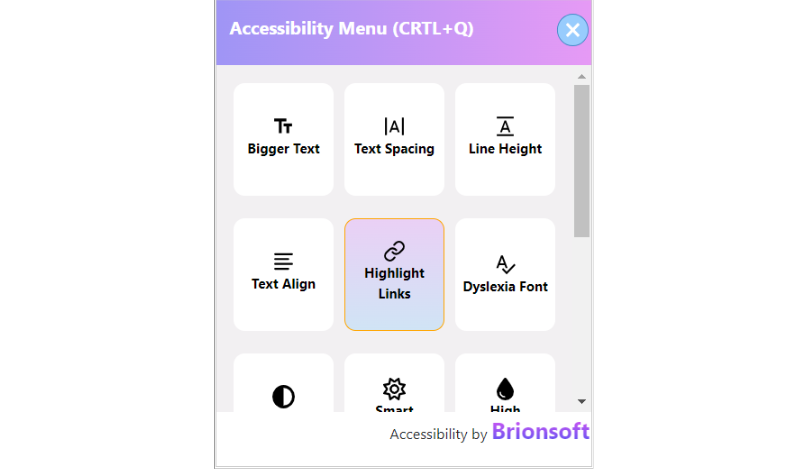 Accessibility Menu (CRTL+Q)
Bigger Text
Text Spacing
Line Height
Text Align
Highlight
Links
Dyslexia Font
Smart
High
Accessibility by Brionsoft